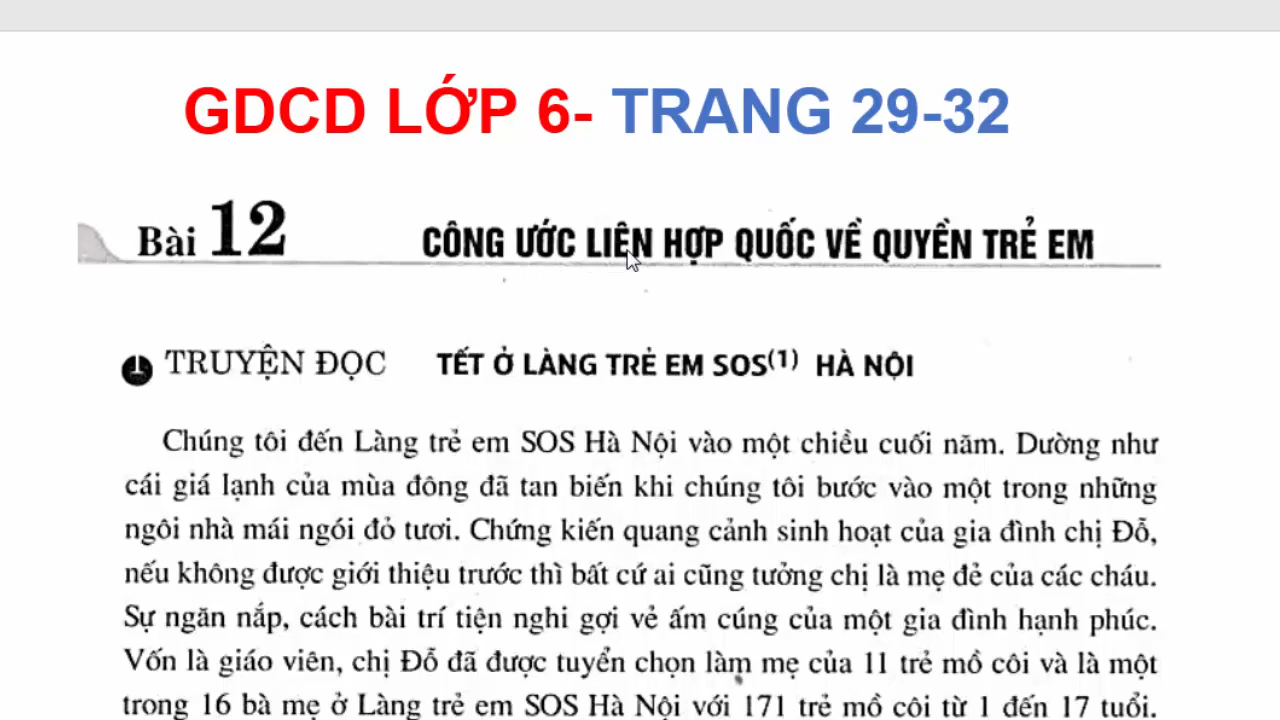 GDCD LỚP 6- TRANG 29-32
Bài 12 CÔNG ƯỚC LIÊN HỢP QUỐC VỀ QUYỀN TRẺ EM
TRUYỆN ĐỌC TẾT Ở LÀNG TRẺ EM SOS(1) HÀ NỘI
Chúng tôi đến Làng trẻ em SOS Hà Nội vào một chiều cuối năm. Dường như
cái giá lạnh của mùa đông đã tan biến khi chúng tôi bước vào một trong những
ngôi nhà mái ngói đỏ tươi. Chứng kiến quang cảnh sinh hoạt của gia đình chị Đỗ,
nếu không được giới thiệu trước thì bất cứ ai cũng tưởng chị là mẹ đẻ của các cháu.
Sự ngăn nắp, cách bài trí tiện nghi gợi vẻ ấm cúng của một gia đình hạnh phúc.
Vốn là giáo viên, chị Đỗ đã được tuyển chọn làm mẹ của 11 trẻ mồ côi và là một
trong 16 bà mẹ ở Làng trẻ em SOS Hà Nội với 171 trẻ mồ côi từ 1 đến 17 tuổi.